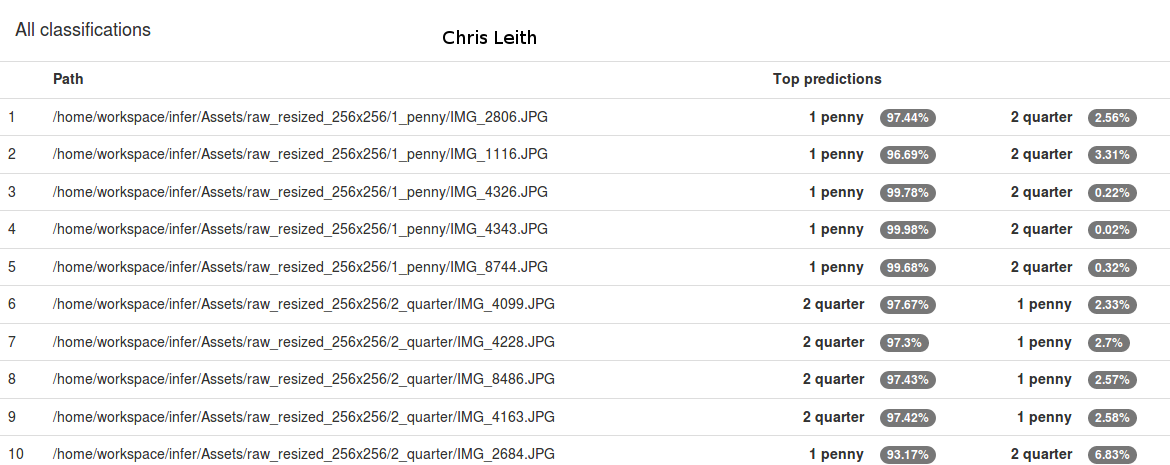 All classifications
Chris Leith
Path Top predictions
1 /home/workspace/infer/Assets/raw_resized_256x256/1_penny/IMG_2806.JPG 1 penny 97.44% 2 quarter 2.56%
2 /home/workspace/infer/Assets/raw_resized_256x256/1_penny/IMG_1116.JPG 1 penny 96.69% 2 quarter 3.31%
3 /home/workspace/infer/Assets/raw_resized_256x256/1_penny/IMG_4326.JPG 1 penny 99.78% 2 quarter 0.22%
4 /home/workspace/infer/Assets/raw_resized_256x256/1_penny/IMG_4343.JPG 1 penny 99.98% 2 quarter 0.02%
5 /home/workspace/infer/Assets/raw_resized_256x256/1_penny/IMG_8744.JPG 1 penny 99.68% 2 quarter 0.32%
6 /home/workspace/infer/Assets/raw_resized_256x256/2_quarter/IMG_4099.JPG 2 quarter 97.67% 1 penny 2.33%
7 /home/workspace/infer/Assets/raw_resized_256x256/2_quarter/IMG_4228.JPG 2 quarter 97.3% 1 penny 2.7%
8 /home/workspace/infer/Assets/raw_resized_256x256/2_quarter/IMG_8486.JPG 2 quarter 97.43% 1 penny 2.57%
9 /home/workspace/infer/Assets/raw_resized_256x256/2_quarter/IMG_4163.JPG 2 quarter 97.42% 1 penny 2.58%
10 /home/workspace/infer/Assets/raw_resized_256x256/2_quarter/IMG_2684.JPG 1 penny 93.17% 2 quarter 6.83%